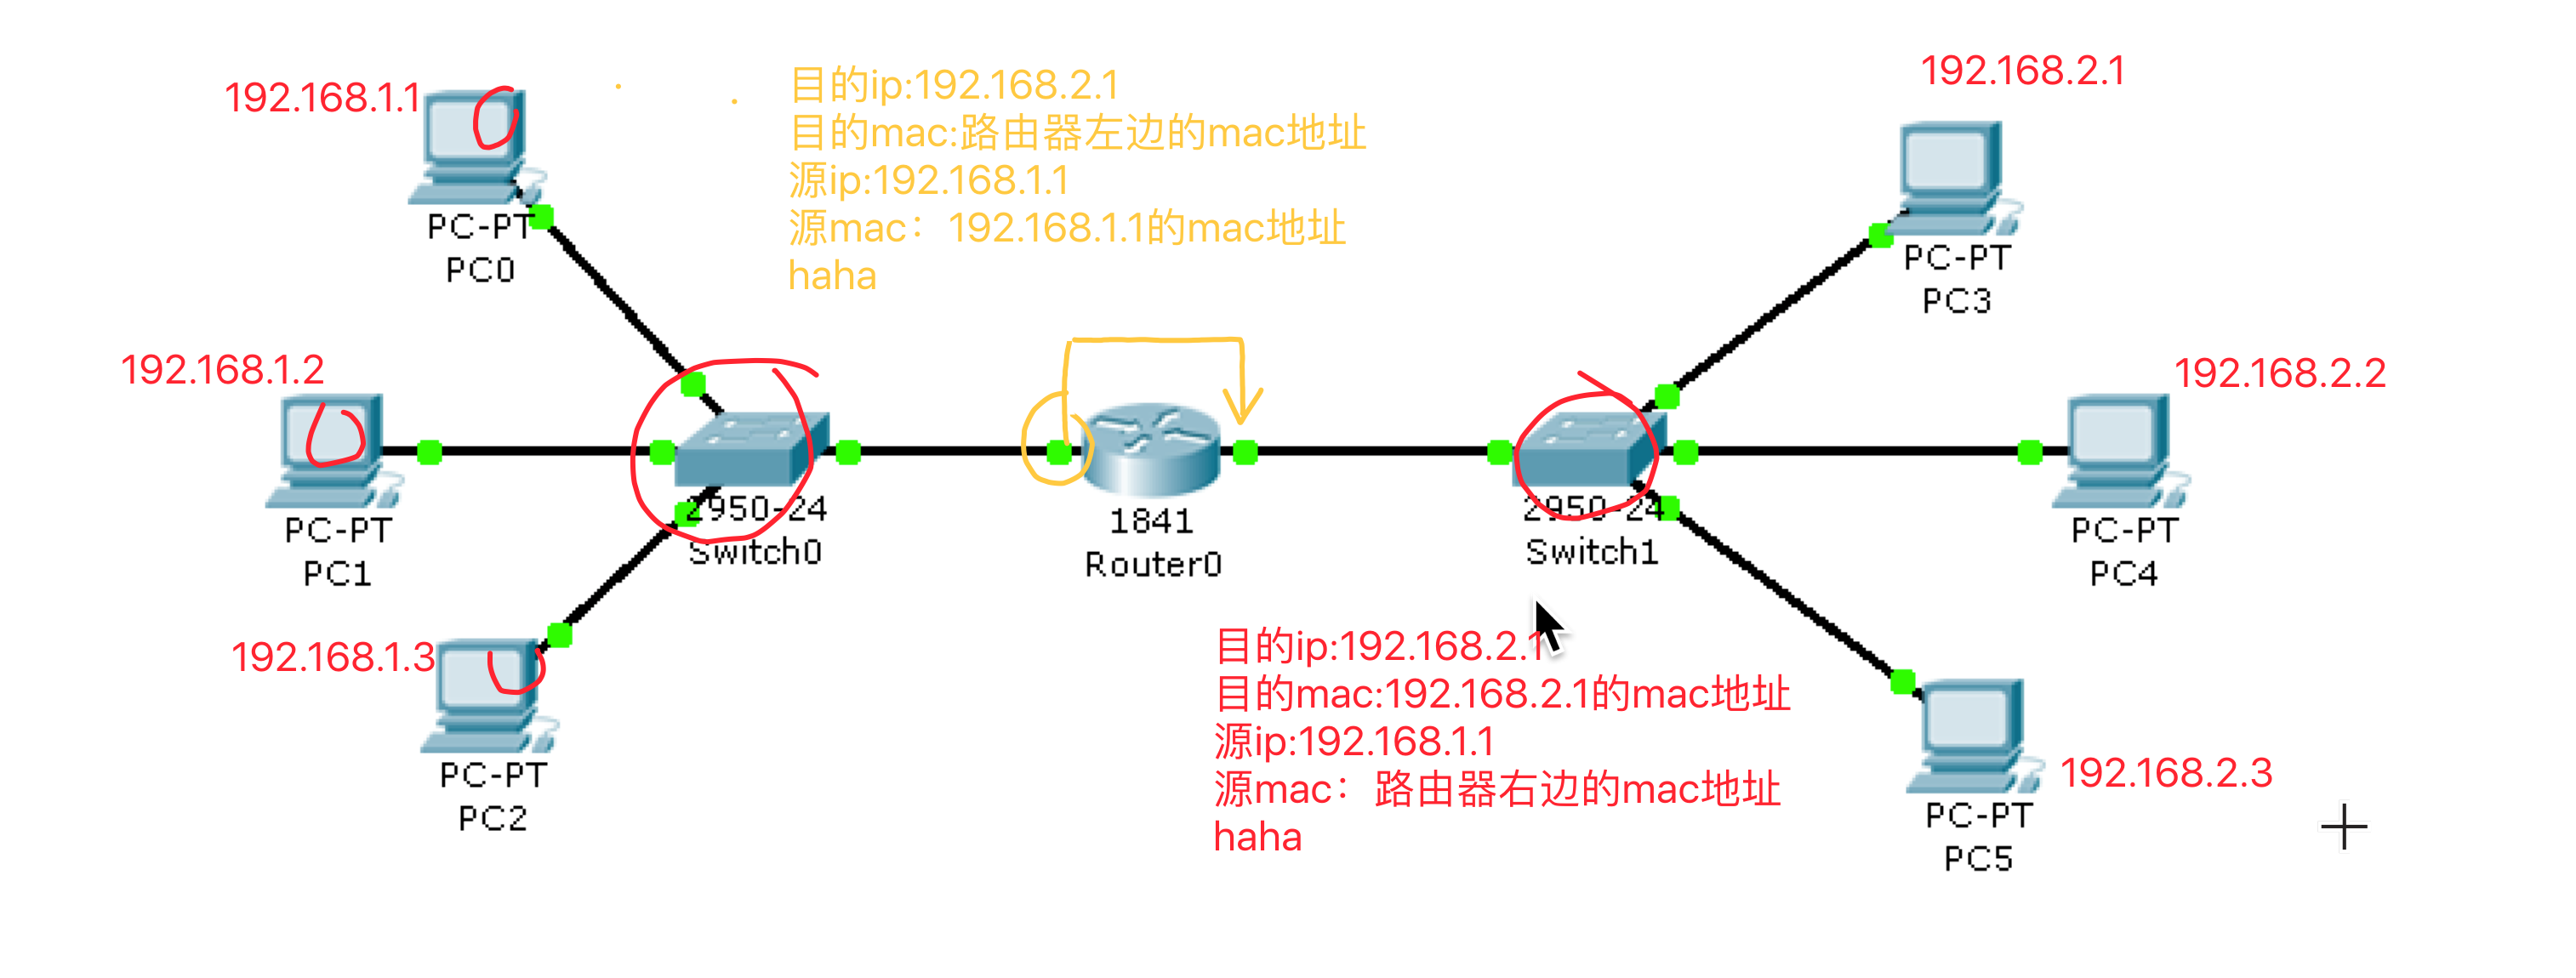 192.168.1.1
PC-PT
PC0
目的ip:192.168.2.1
目的mac:路由器左边的mac地址
源ip:192.168.1.1
源mac：192.168.1.1的mac地址
haha
192.168.2.1
PC-PT
PC3
192.168.1.2
PC-PT
PC1
2950-24
Switch0
1841
Router0
2950-24
Switch1
192.168.2.2
PC-PT
PC4
192.168.1.3
PC-PT
PC2
目的ip:192.168.2.1
目的mac:192.168.2.1的mac地址
源ip:192.168.1.1
源mac：路由器右边的mac地址
haha
192.168.2.3
PC-PT
PC5